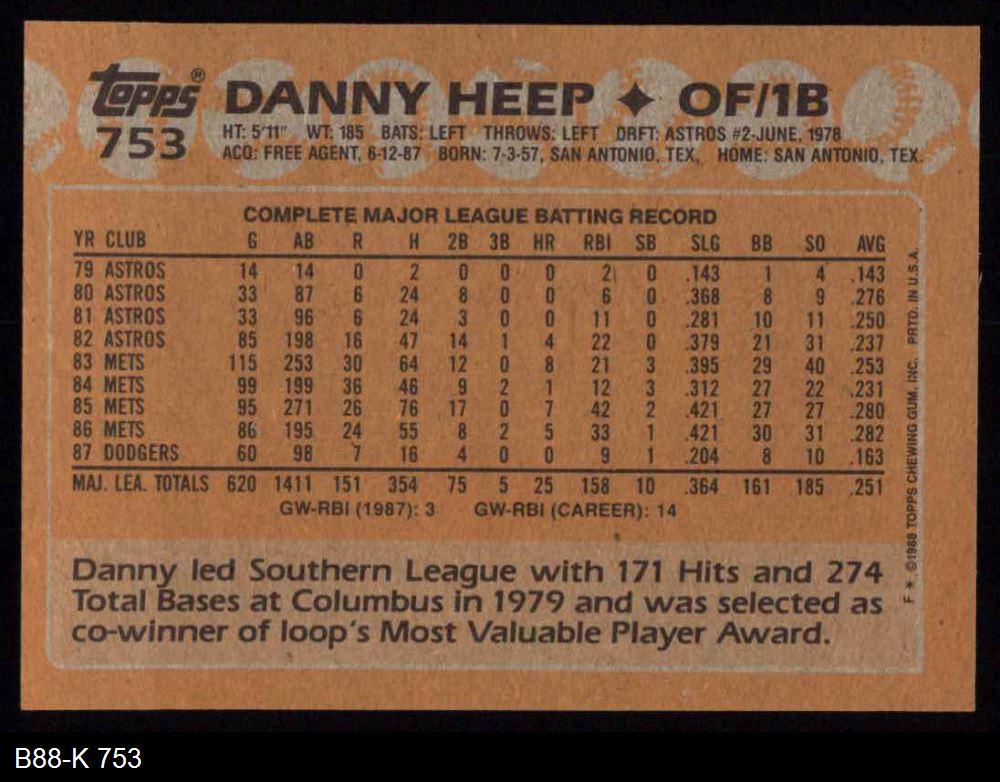 topps® DANNY HEEP ✦ OF/1B
753 HT: 5'11" WT: 185 BATS: LEFT THROWS: LEFT DRFT: ASTROS #2-JUNE, 1978
ACQ: FREE AGENT, 6-12-87 BORN: 7-3-57, SAN ANTONIO, TEX. HOME: SAN ANTONIO, TEX.
COMPLETE MAJOR LEAGUE BATTING RECORD
YR CLUB G AB R H 2B 3B HR RBI SB SLG BB SO AVG
79 ASTROS 14 14 0 2 0 0 0 2 0 .143 1 4 .143
80 ASTROS 33 87 6 24 8 0 0 6 0 .368 8 9 .276
81 ASTROS 33 96 6 24 3 0 0 11 0 .281 10 11 .250
82 ASTROS 85 198 16 47 14 1 4 22 0 .379 21 31 .237
83 METS 115 253 30 64 12 0 8 21 3 .395 29 40 .253
84 METS 99 199 36 46 9 2 1 12 3 .312 27 22 .231
85 METS 95 271 26 76 17 0 7 42 2 .421 27 27 .280
86 METS 86 195 24 55 8 2 5 33 1 .421 30 31 .282
87 DODGERS 60 98 7 16 4 0 0 9 1 .204 8 10 .163
MAJ. LEA. TOTALS 620 1411 151 354 75 5 25 158 10 .364 161 185 .251
GW-RBI (1987): 3 GW-RBI (CAREER): 14
Danny led Southern League with 171 Hits and 274
Total Bases at Columbus in 1979 and was selected as
co-winner of loop's Most Valuable Player Award.
F ✶, ©1988 TOPPS CHEWING GUM, INC. PRTD. IN U.S.A.
B88-K 753